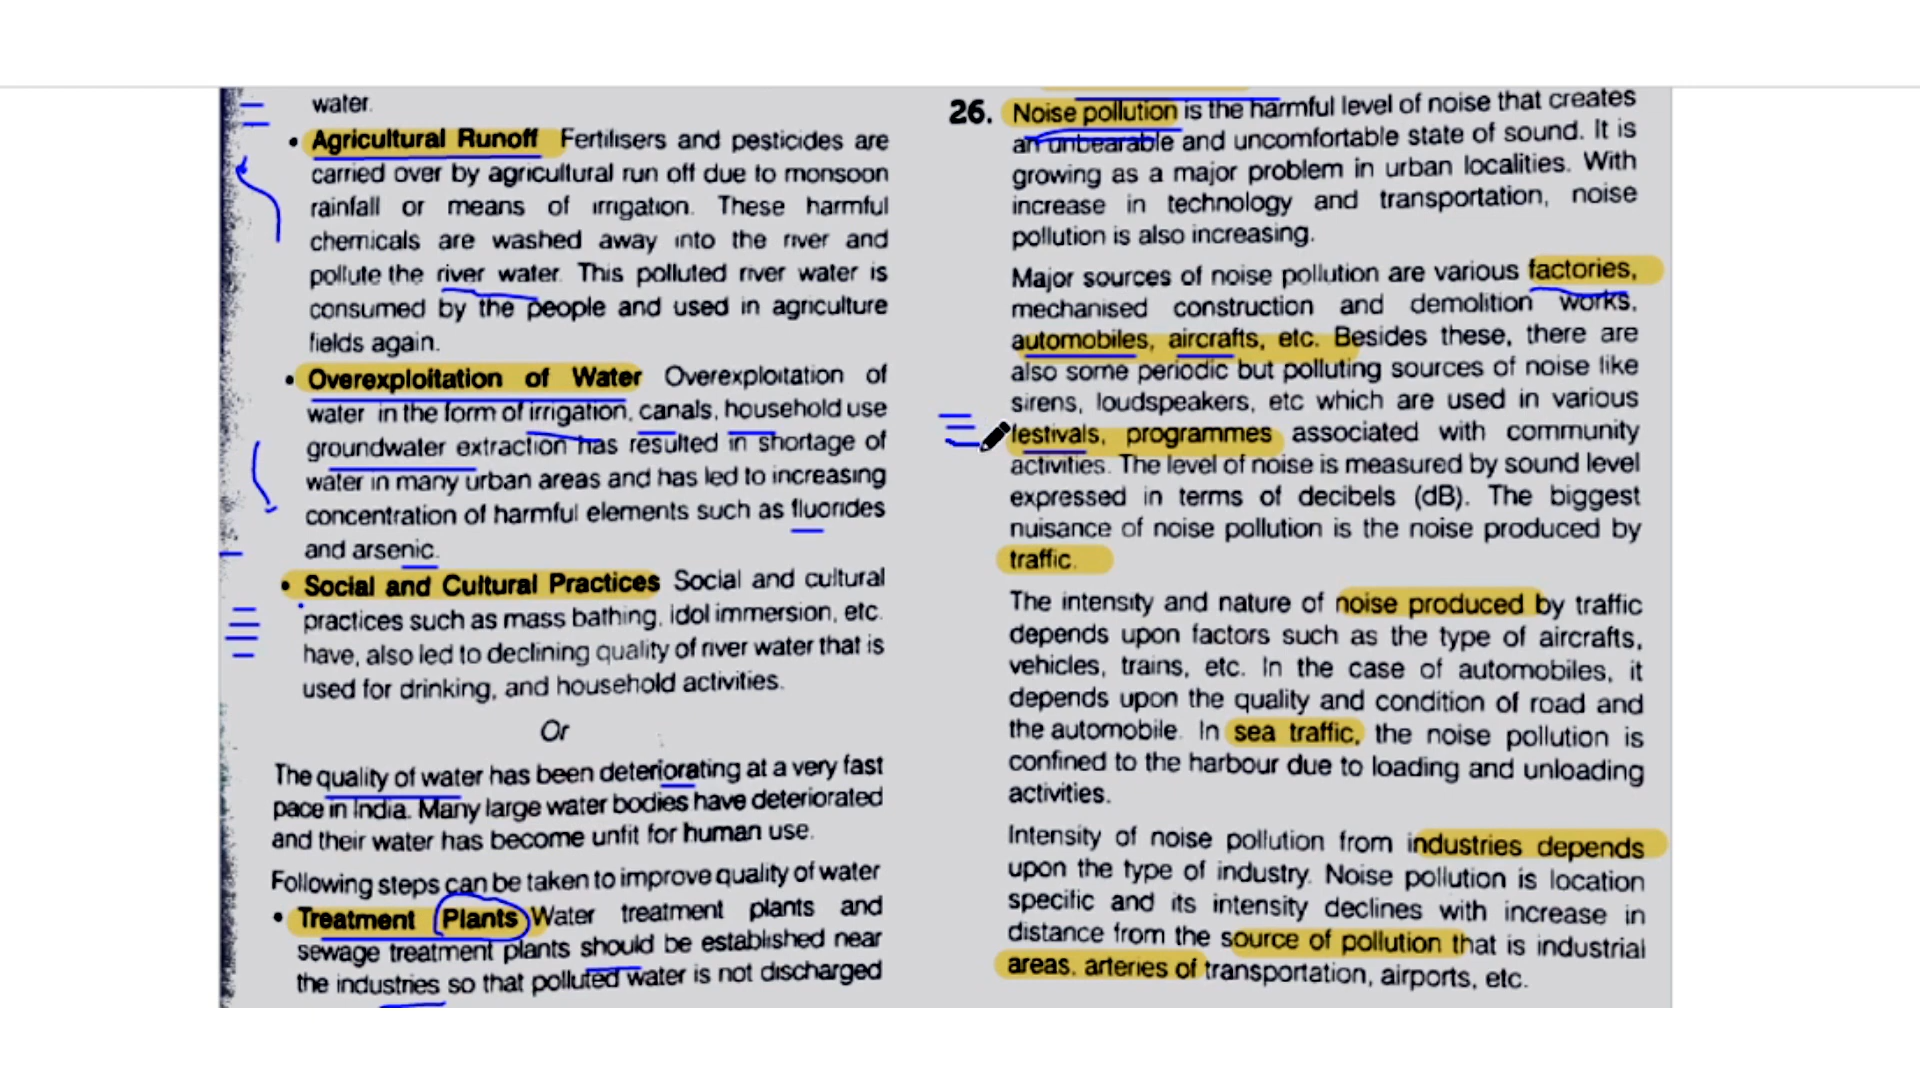 water.
• Agricultural Runoff Fertilisers and pesticides are
carried over by agricultural run off due to monsoon
rainfall or means of irrigation. These harmful
chemicals are washed away into the river and
pollute the river water. This polluted river water is
consumed by the people and used in agriculture
fields again.
• Overexploitation of Water Overexploitation of
water in the form of irrigation, canals, household use
groundwater extraction has resulted in shortage of
water in many urban areas and has led to increasing
concentration of harmful elements such as fluorides
and arsenic.
• Social and Cultural Practices Social and cultural
practices such as mass bathing, idol immersion, etc.
have, also led to declining quality of river water that is
used for drinking, and household activities.
Or
The quality of water has been deteriorating at a very fast
pace in India. Many large water bodies have deteriorated
and their water has become unfit for human use.
Following steps can be taken to improve quality of water
• Treatment Plants Water treatment plants and
sewage treatment plants should be established near
the industries so that polluted water is not discharged
26. Noise pollution is the harmful level of noise that creates
an unbearable and uncomfortable state of sound. It is
growing as a major problem in urban localities. With
increase in technology and transportation, noise
pollution is also increasing.
Major sources of noise pollution are various factories,
mechanised construction and demolition works,
automobiles, aircrafts, etc. Besides these, there are
also some periodic but polluting sources of noise like
sirens, loudspeakers, etc which are used in various
festivals, programmes associated with community
activities. The level of noise is measured by sound level
expressed in terms of decibels (dB). The biggest
nuisance of noise pollution is the noise produced by
traffic.
The intensity and nature of noise produced by traffic
depends upon factors such as the type of aircrafts,
vehicles, trains, etc. In the case of automobiles, it
depends upon the quality and condition of road and
the automobile. In sea traffic, the noise pollution is
confined to the harbour due to loading and unloading
activities.
Intensity of noise pollution from industries depends
upon the type of industry. Noise pollution is location
specific and its intensity declines with increase in
distance from the source of pollution that is industrial
areas, arteries of transportation, airports, etc.